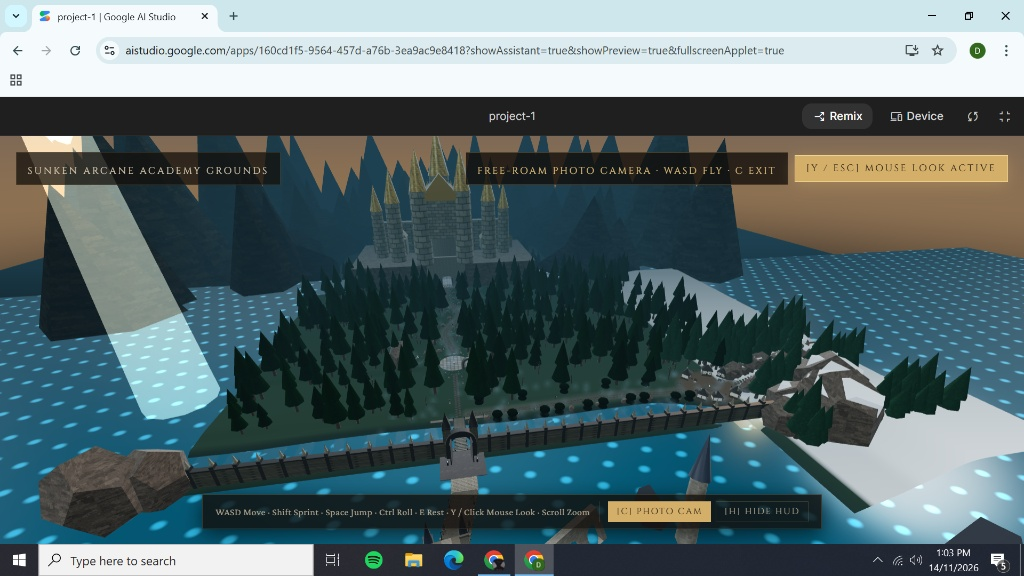 project-1 | Google AI Studio
aistudio.google.com/apps/160cd1f5-9564-457d-a76b-3ea9ac9e8418?showAssistant=true&showPreview=true&fullscreenApplet=true
D
project-1
Remix
Device
SUNKEN ARCANE ACADEMY GROUNDS
FREE-ROAM PHOTO CAMERA · WASD FLY · C EXIT
[Y / ESC] MOUSE LOOK ACTIVE
WASD Move · Shift Sprint · Space Jump · Ctrl Roll · E Rest · Y / Click Mouse Look · Scroll Zoom
[C] PHOTO CAM
[H] HIDE HUD
Type here to search
D
1:03 PM
14/11/2026
5